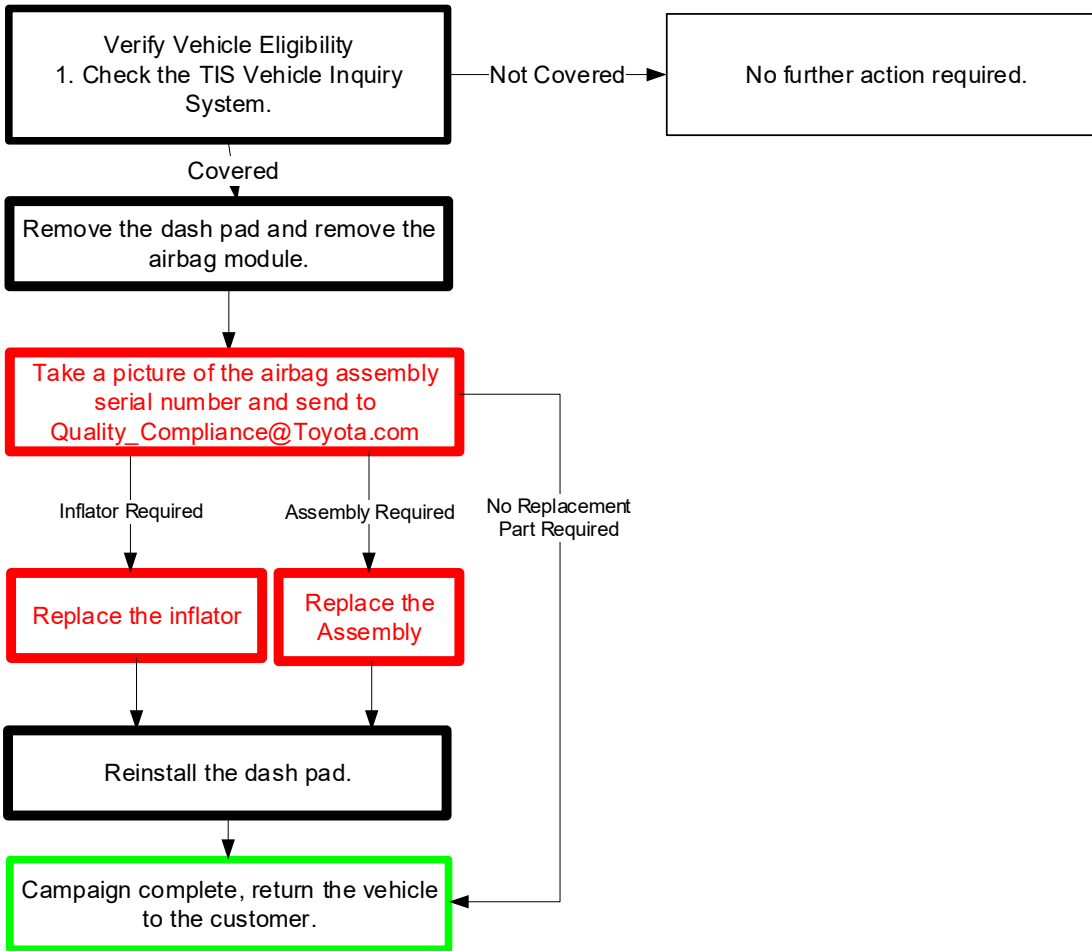 Verify Vehicle Eligibility
1. Check the TIS Vehicle Inquiry
System.
Not Covered
No further action required.
Covered
Remove the dash pad and remove the
airbag module.
Take a picture of the airbag assembly
serial number and send to
Quality_Compliance@Toyota.com
Inflator Required
Assembly Required
No Replacement
Part Required
Replace the inflator
Replace the
Assembly
Reinstall the dash pad.
Campaign complete, return the vehicle
to the customer.